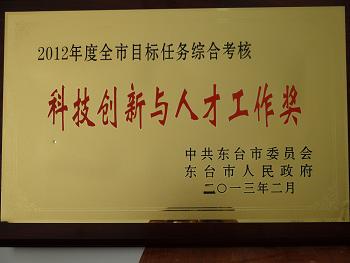 2012年度全市目标任务综合考核
科技创新与人才工作奖
中共东台市委员会
东台市人民政府
二〇一三年二月